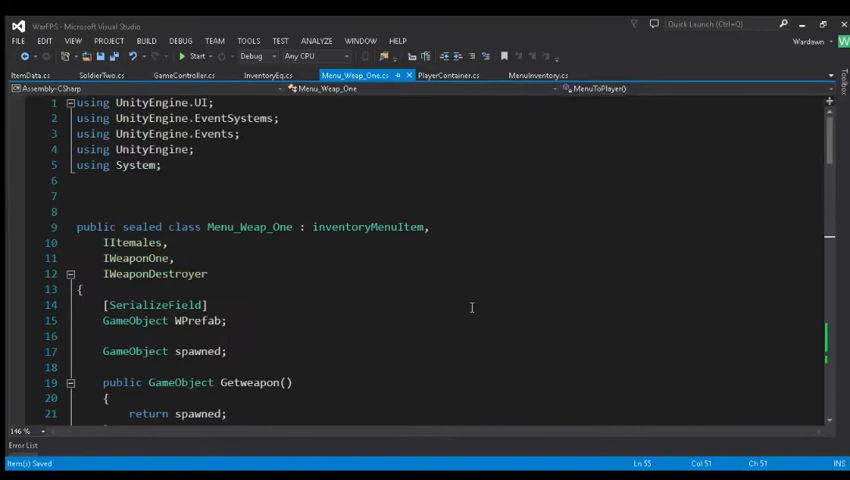 WarFPS - Microsoft Visual Studio
Quick Launch (Ctrl+Q)
FILE EDIT VIEW PROJECT BUILD DEBUG TEAM TOOLS TEST ANALYZE WINDOW HELP
Wardawn W
Start Debug Any CPU
ItemData.cs SoldierTwo.cs GameController.cs InventoryEq.cs Menu_Weap_One.cs PlayerContainer.cs MenuInventory.cs
Assembly-CSharp Menu_Weap_One MenuToPlayer()
Toolbox
1 using UnityEngine.UI;
2 using UnityEngine.EventSystems;
3 using UnityEngine.Events;
4 using UnityEngine;
5 using System;
6
7
8
9 public sealed class Menu_Weap_One : inventoryMenuItem,
10 IItemales,
11 IWeaponOne,
12 IWeaponDestroyer
13 {
14 [SerializeField]
15 GameObject WPrefab;
16
17 GameObject spawned;
18
19 public GameObject Getweapon()
20 {
21 return spawned;
146 %
Error List
Item(s) Saved Ln 55 Col 51 Ch 51 INS